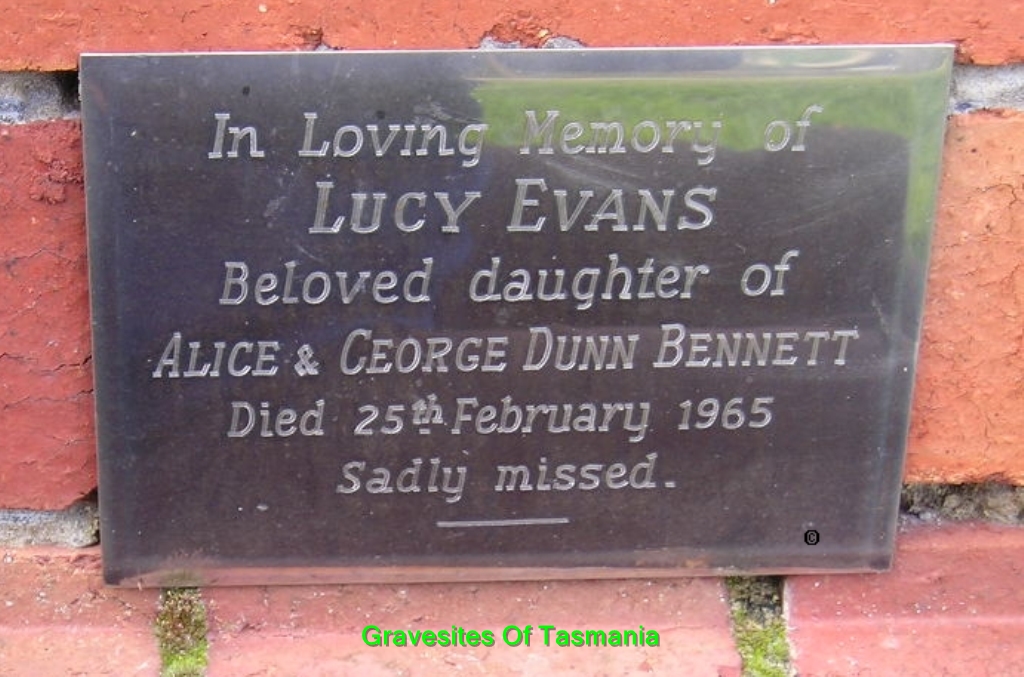 In Loving Memory of
LUCY EVANS
Beloved daughter of
ALICE & GEORGE DUNN BENNETT
Died 25th February 1965
Sadly missed.
©
Gravesites Of Tasmania